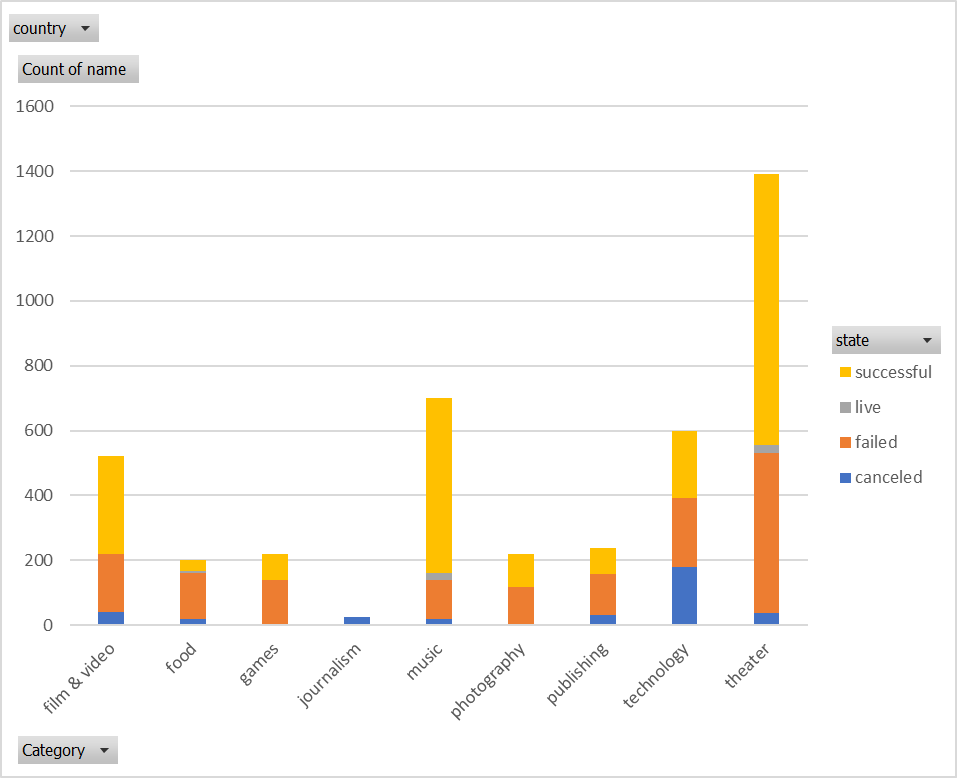 country
Count of name
1600
1400
1200
1000
800
600
400
200
0
film & video
food
games
journalism
music
photography
publishing
technology
theater
state
successful
live
failed
canceled
Category